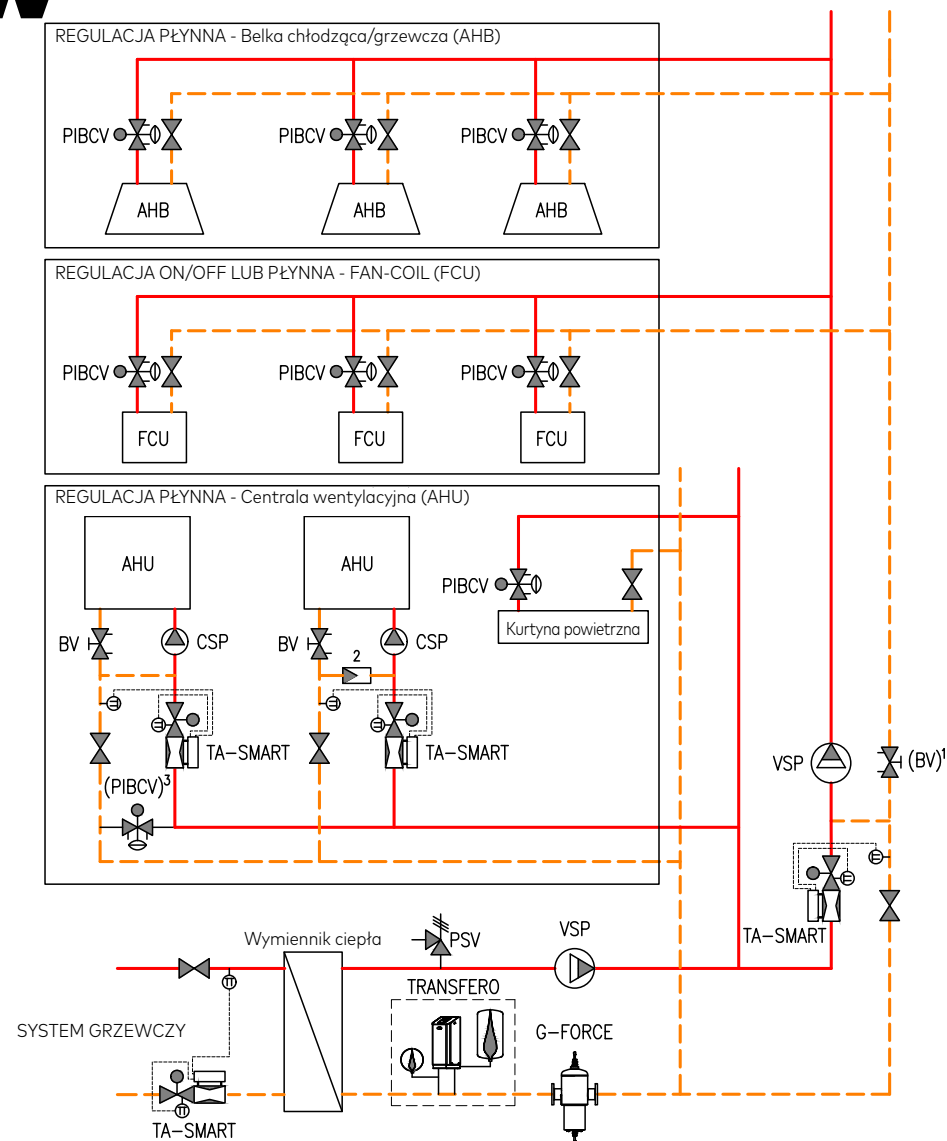 REGULACJA PŁYNNA - Belka chłodząca/grzewcza (AHB)
PIBCV PIBCV PIBCV
AHB AHB AHB
REGULACJA ON/OFF LUB PŁYNNA - FAN-COIL (FCU)
PIBCV PIBCV PIBCV
FCU FCU FCU
REGULACJA PŁYNNA - Centrala wentylacyjna (AHU)
AHU AHU
PIBCV
Kurtyna powietrzna
BV CSP BV CSP
2
TA-SMART TA-SMART
VSP (BV)¹
(PIBCV)³
TA-SMART
Wymiennik ciepła
PSV
VSP
TRANSFERO
SYSTEM GRZEWCZY
G-FORCE
TA-SMART